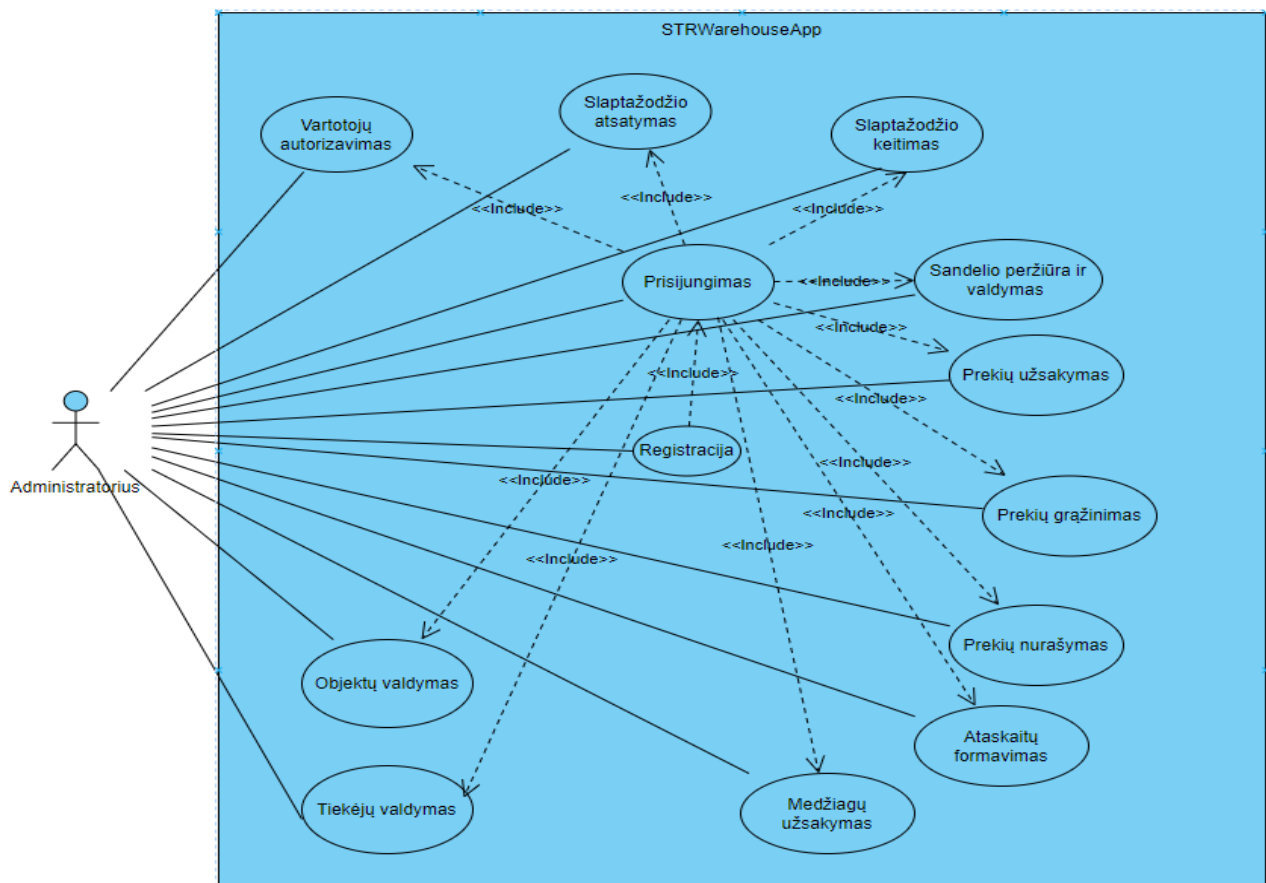 STRWarehouseApp
Vartotojų
autorizavimas
Slaptažodžio
atsatymas
Slaptažodžio
keitimas
<<Include>>
<<Include>>
<<Include>>
Prisijungimas
<<Include>>
Sandelio peržiūra ir
valdymas
<<Include>>
Prekių užsakymas
<<Include>>
<<Include>>
Registracija
<<Include>>
Administratorius
<<Include>>
<<Include>>
Prekių grąžinimas
<<Include>>
<<Include>>
Prekių nurašymas
Objektų valdymas
Ataskaitų
formavimas
Tiekėjų valdymas
Medžiagų
užsakymas